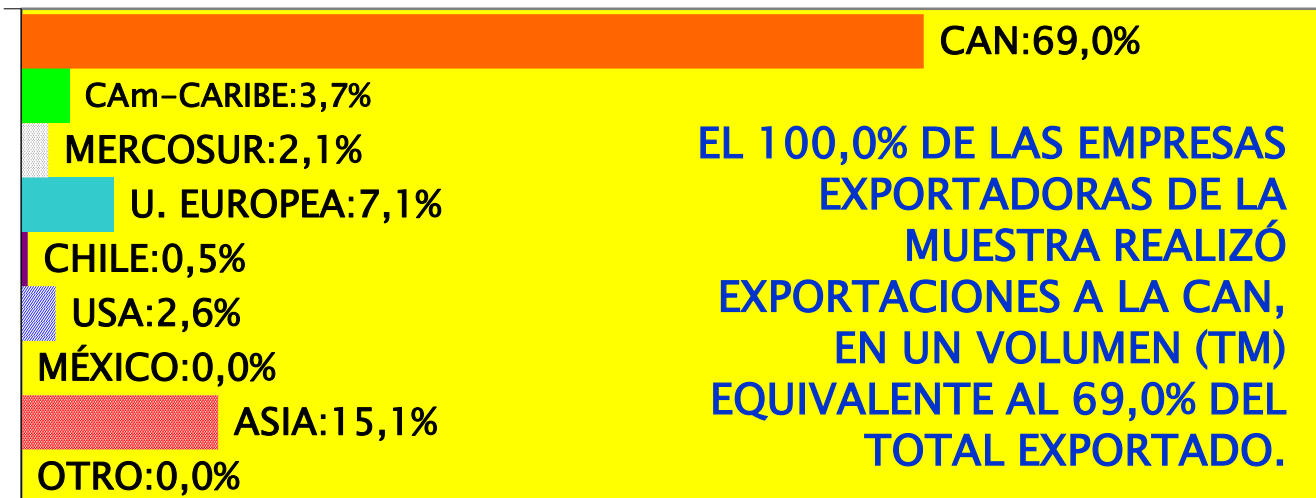 CAN:69,0%
CAm-CARIBE:3,7%
MERCOSUR:2,1%
U. EUROPEA:7,1%
CHILE:0,5%
USA:2,6%
MÉXICO:0,0%
ASIA:15,1%
OTRO:0,0%
EL 100,0% DE LAS EMPRESAS
EXPORTADORAS DE LA
MUESTRA REALIZÓ
EXPORTACIONES A LA CAN,
EN UN VOLUMEN (TM)
EQUIVALENTE AL 69,0% DEL
TOTAL EXPORTADO.